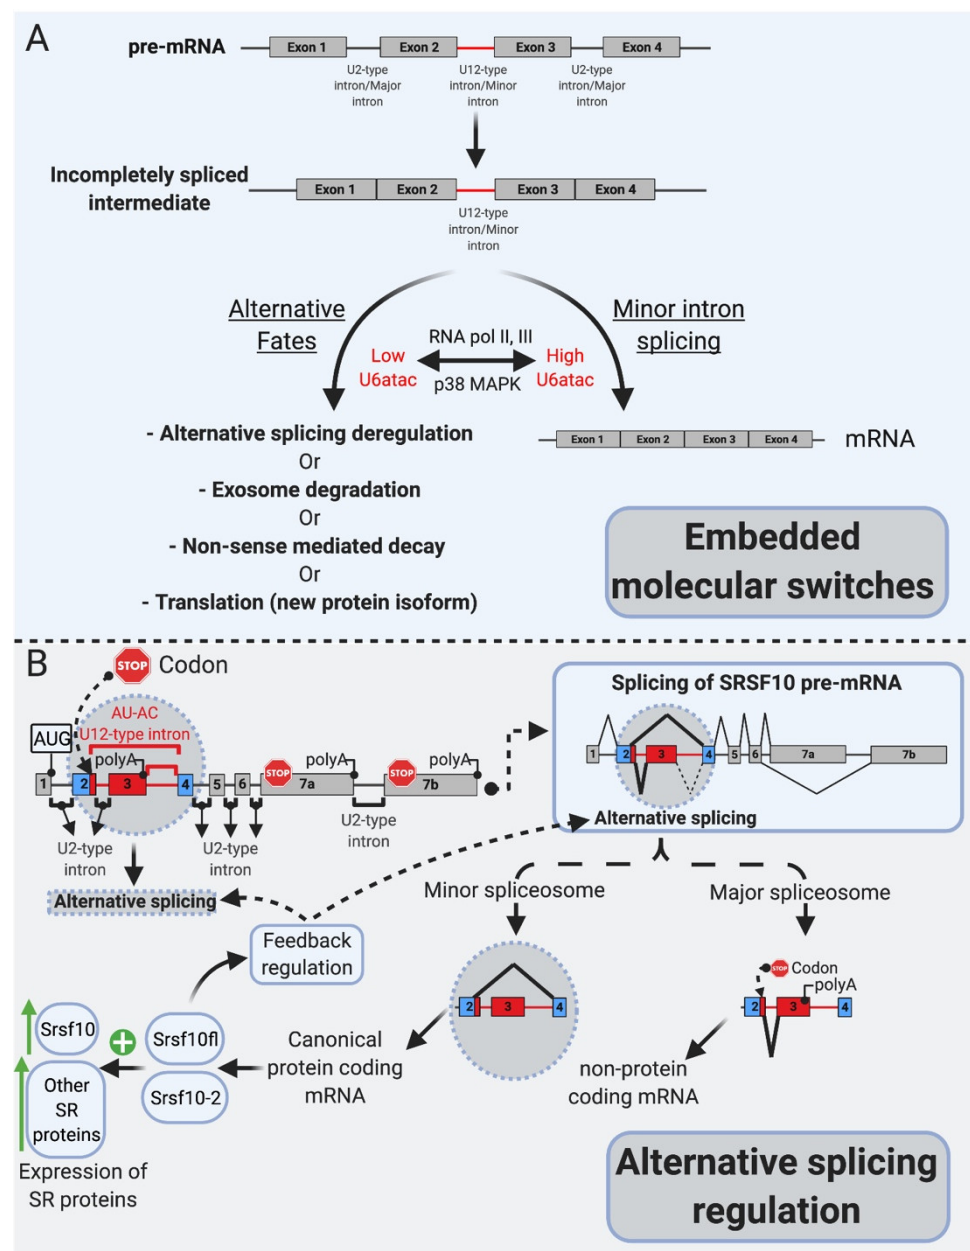 A
pre-mRNA
Exon 1
Exon 2
Exon 3
Exon 4
U2-type
intron/Major
intron
U12-type
intron/Minor
intron
U2-type
intron/Major
intron
Incompletely spliced
intermediate
Exon 1
Exon 2
Exon 3
Exon 4
U12-type
intron/Minor
intron
Alternative
Fates
Minor intron
splicing
RNA pol II, III
Low
U6atac
High
U6atac
p38 MAPK
- Alternative splicing deregulation
Or
- Exosome degradation
Or
- Non-sense mediated decay
Or
- Translation (new protein isoform)
Exon 1
Exon 2
Exon 3
Exon 4
mRNA
Embedded
molecular switches
B
STOP
Codon
AU-AC
U12-type intron
AUG
polyA
STOP
polyA
STOP
polyA
1
2
3
4
5
6
7a
7b
U2-type
intron
U2-type
intron
U2-type
intron
Alternative splicing
Splicing of SRSF10 pre-mRNA
1
2
3
4
5
6
7a
7b
Alternative splicing
Minor spliceosome
Major spliceosome
Feedback
regulation
2
3
4
STOP
Codon
polyA
2
3
4
Srsf10
Other
SR
proteins
Srsf10fl
Srsf10-2
Canonical
protein coding
mRNA
non-protein
coding mRNA
Expression of
SR proteins
Alternative splicing
regulation